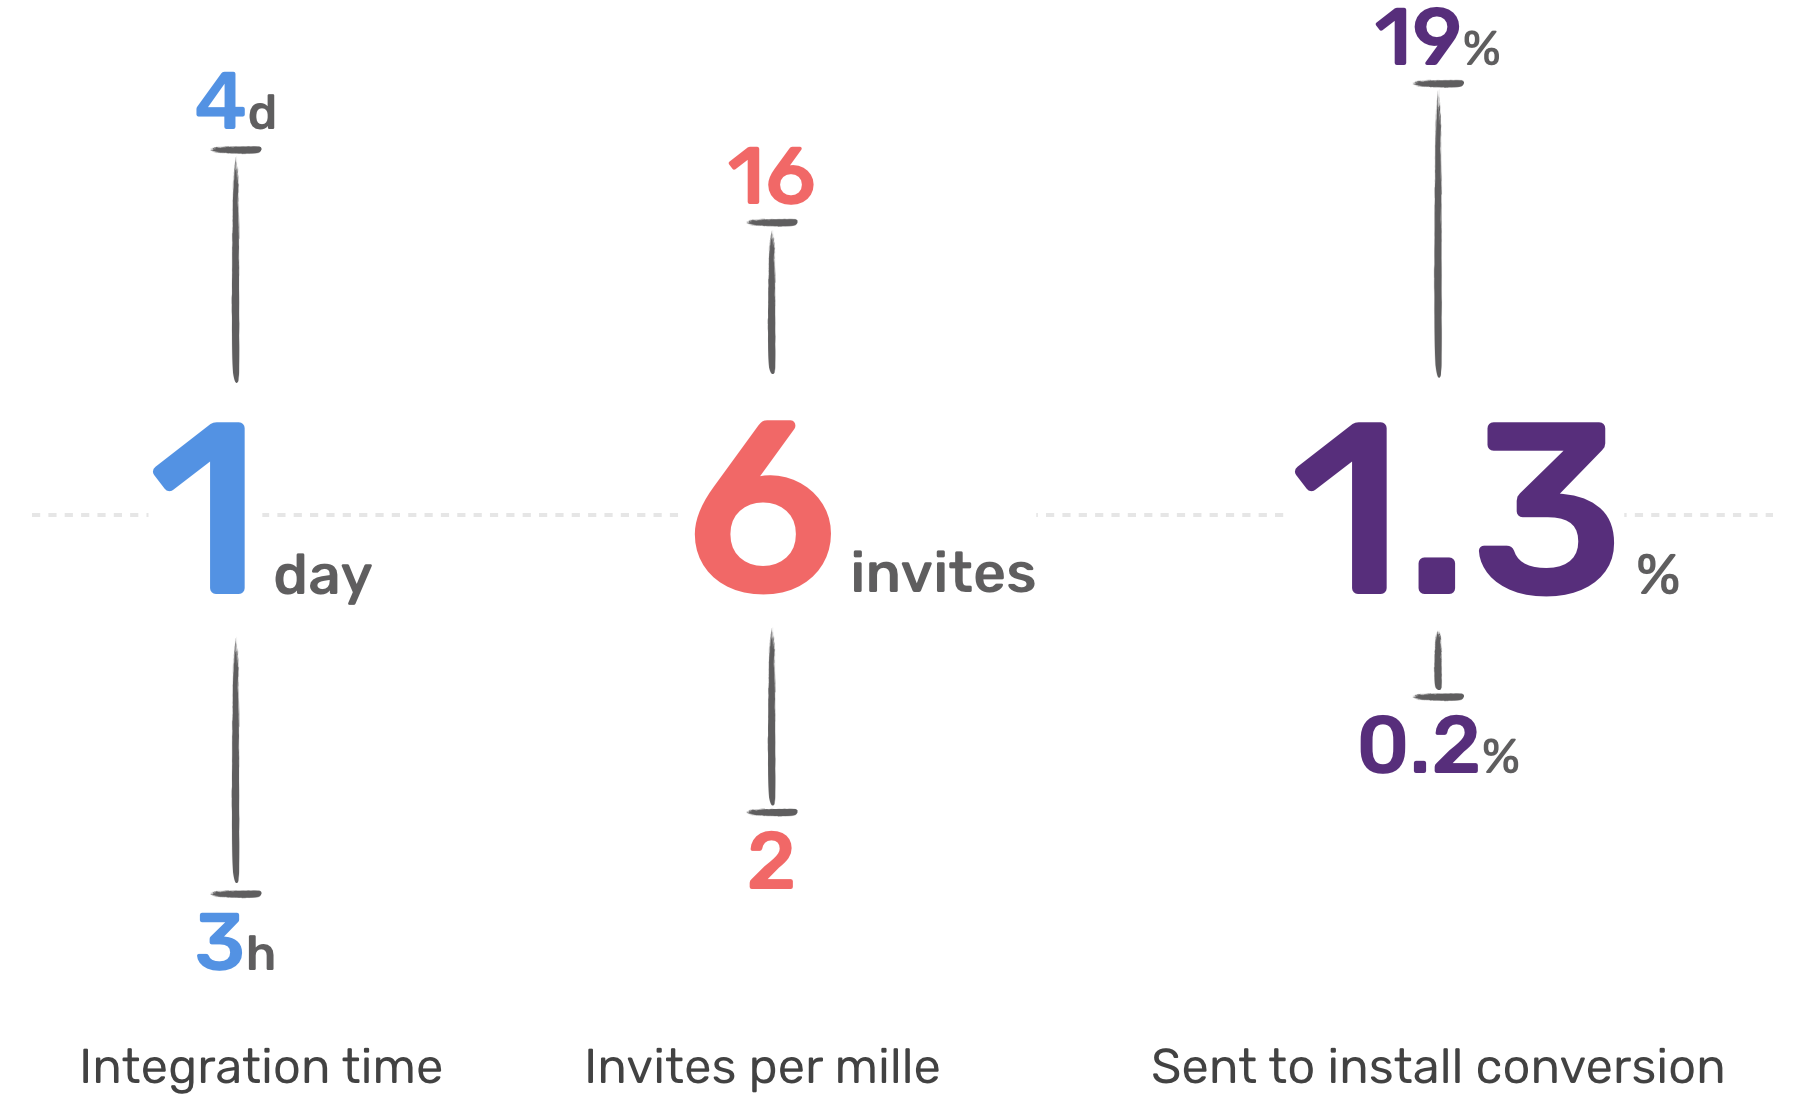 4d
1 day
3h
Integration time
16
6 invites
2
Invites per mille
19%
1.3 %
0.2%
Sent to install conversion